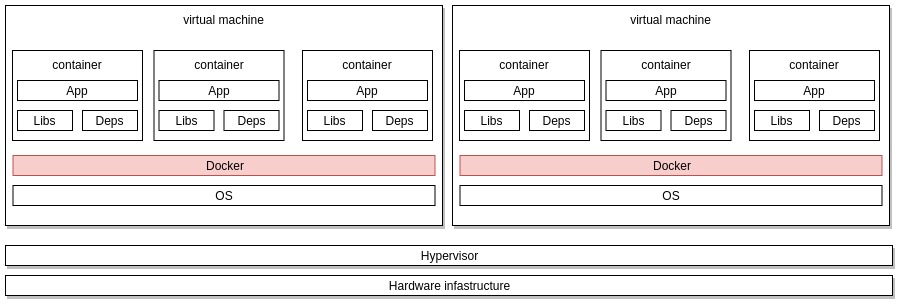 virtual machine virtual machine
container container container container container container
App App App App App App
Libs Deps Libs Deps Libs Deps Libs Deps Libs Deps Libs Deps
Docker Docker
OS OS
Hypervisor
Hardware infastructure